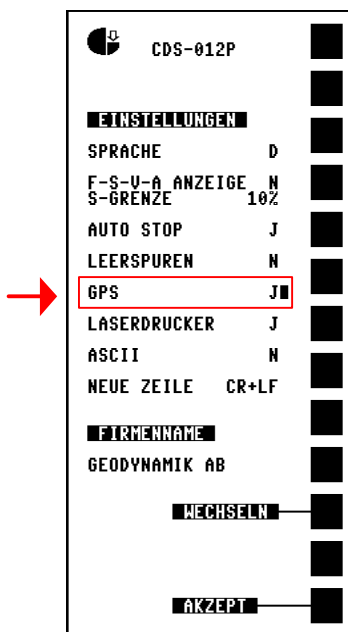 CDS-012P
EINSTELLUNGEN
SPRACHE D
F-S-V-A ANZEIGE N
S-GRENZE 10%
AUTO STOP J
LEERSPUREN N
GPS J
LASERDRUCKER J
ASCII N
NEUE ZEILE CR+LF
FIRMENNAME
GEODYNAMIK AB
WECHSELN
AKZEPT